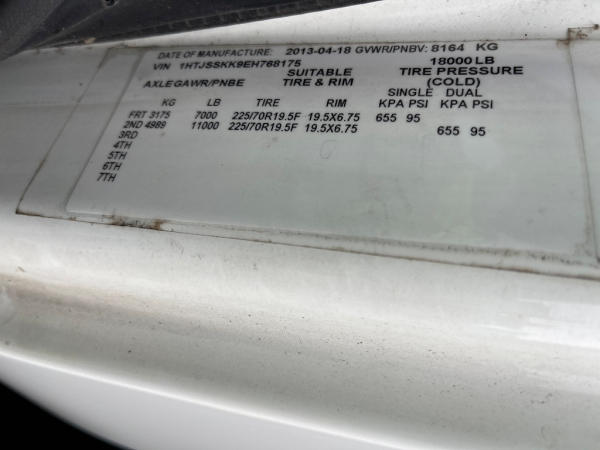 DATE OF MANUFACTURE: 2013-04-18 GVWR/PNBV: 8164 KG
VIN 1HTJSSKK9EH768175 18000 LB
SUITABLE TIRE PRESSURE
AXLE GAWR/PNBE TIRE & RIM (COLD)
SINGLE DUAL
KG LB TIRE RIM KPA PSI KPA PSI
FRT 3175 7000 225/70R19.5F 19.5X6.75 655 95
2ND 4989 11000 225/70R19.5F 19.5X6.75 655 95
3RD
4TH
5TH
6TH
7TH